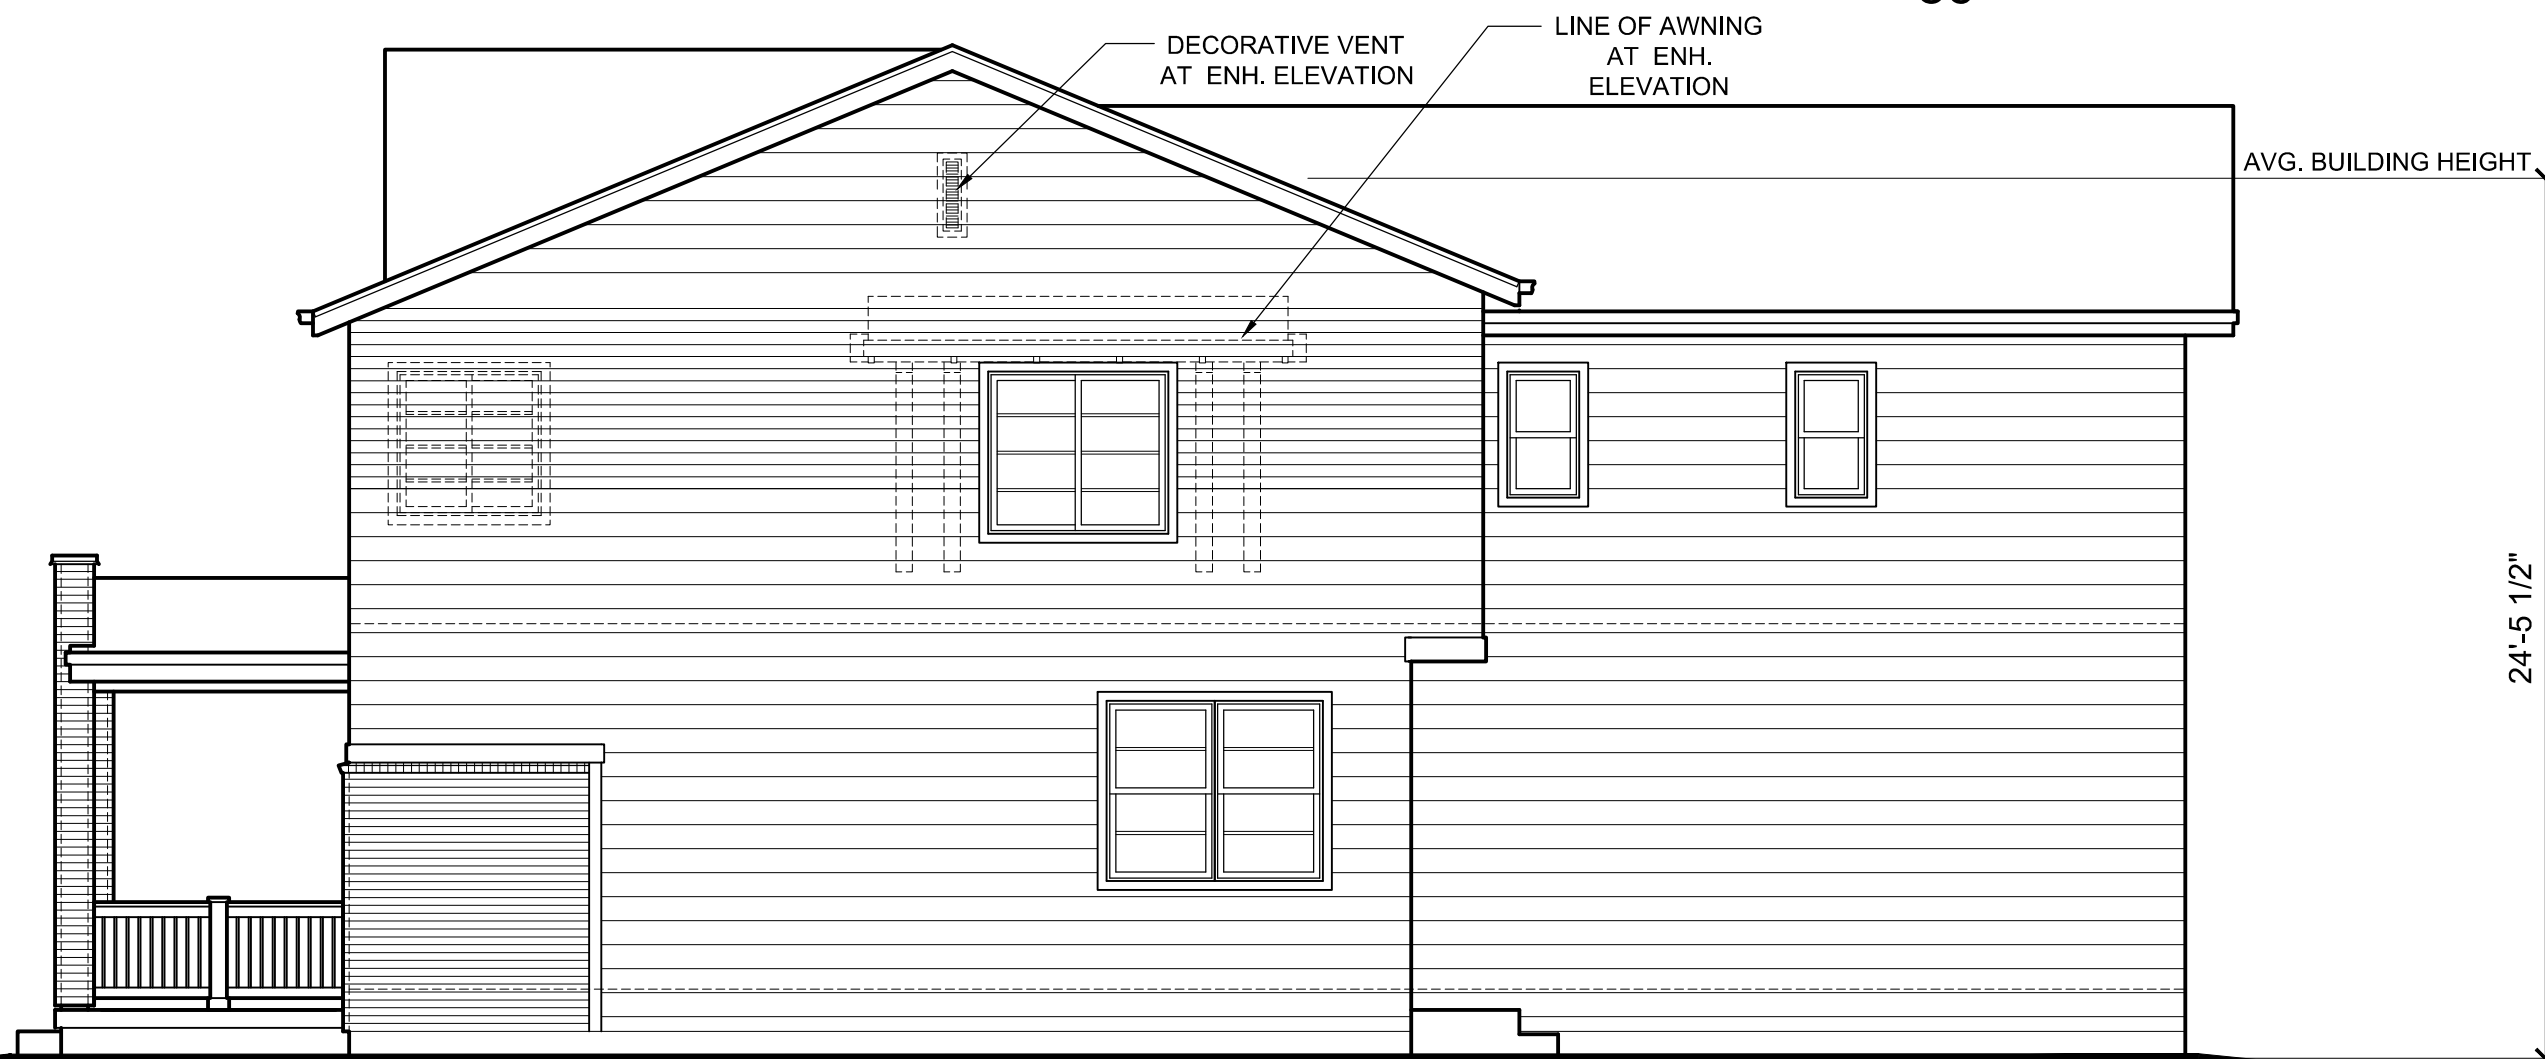 DECORATIVE VENT
AT ENH. ELEVATION
LINE OF AWNING
AT ENH.
ELEVATION
AVG. BUILDING HEIGHT
24'-5 1/2"